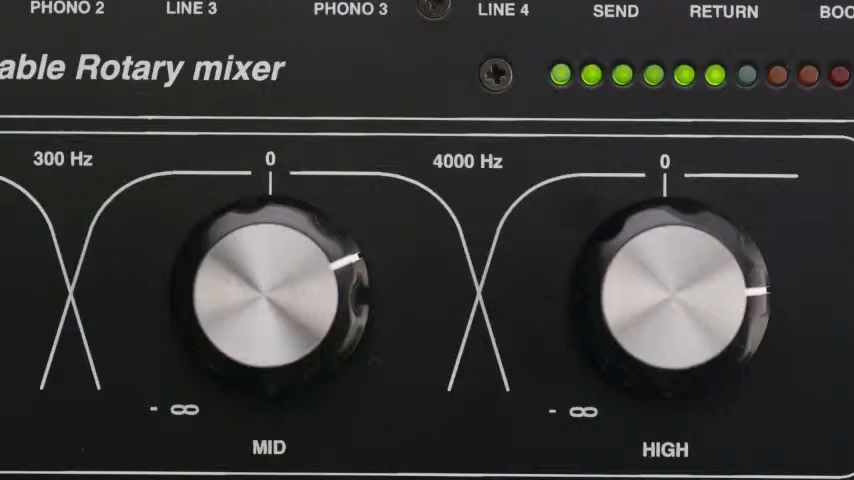 PHONO 2 LINE 3 PHONO 3 LINE 4 SEND RETURN BOO
able Rotary mixer
300 Hz 0 4000 Hz 0
- ∞ - ∞
MID HIGH